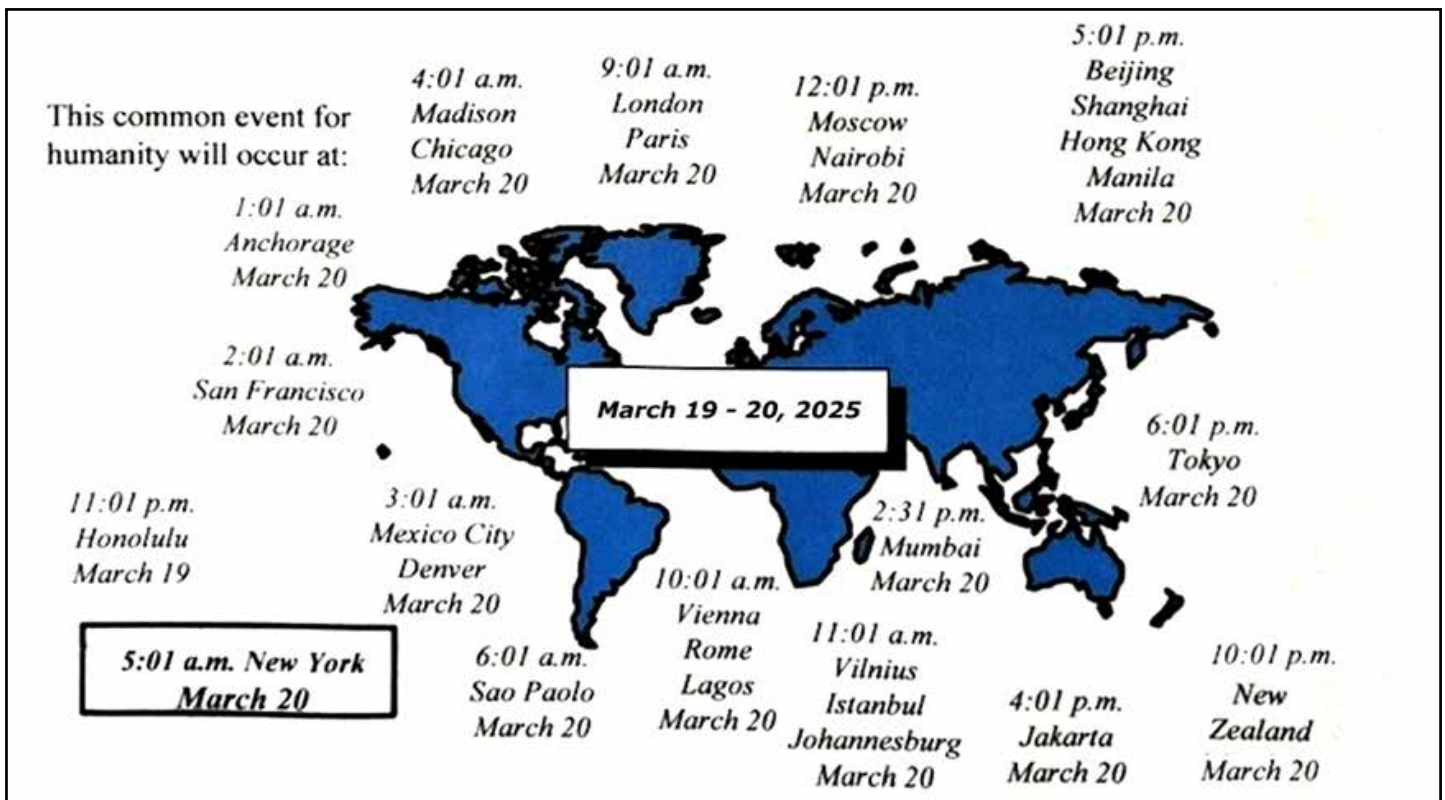 This common event for
humanity will occur at:
4:01 a.m.
Madison
Chicago
March 20
9:01 a.m.
London
Paris
March 20
12:01 p.m.
Moscow
Nairobi
March 20
5:01 p.m.
Beijing
Shanghai
Hong Kong
Manila
March 20
1:01 a.m.
Anchorage
March 20
2:01 a.m.
San Francisco
March 20
March 19 - 20, 2025
6:01 p.m.
Tokyo
March 20
11:01 p.m.
Honolulu
March 19
3:01 a.m.
Mexico City
Denver
March 20
2:31 p.m.
Mumbai
March 20
5:01 a.m. New York
March 20
6:01 a.m.
Sao Paolo
March 20
10:01 a.m.
Vienna
Rome
Lagos
March 20
11:01 a.m.
Vilnius
Istanbul
Johannesburg
March 20
4:01 p.m.
Jakarta
March 20
10:01 p.m.
New
Zealand
March 20